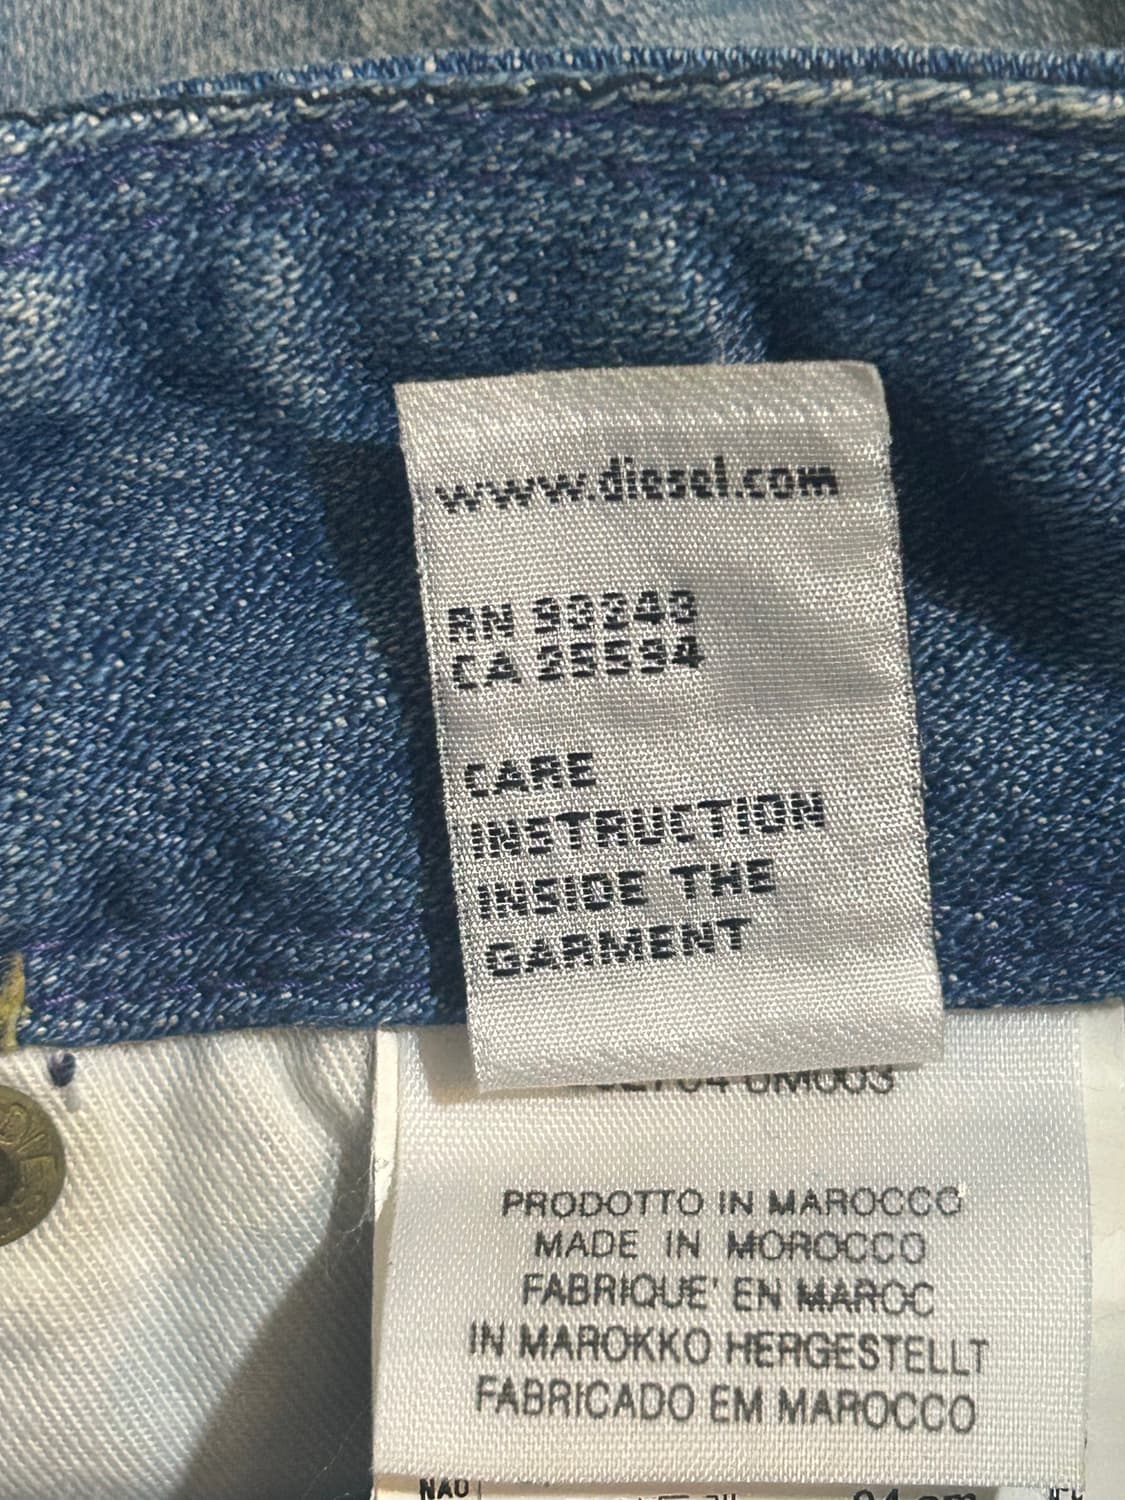 www.diesel.com
RN 93243
CA 25594
CARE
INSTRUCTION
INSIDE THE
GARMENT
PRODOTTO IN MAROCCO
MADE IN MOROCCO
FABRIQUE' EN MAROC
IN MAROKKO HERGESTELLT
FABRICADO EM MAROCCO
NAO